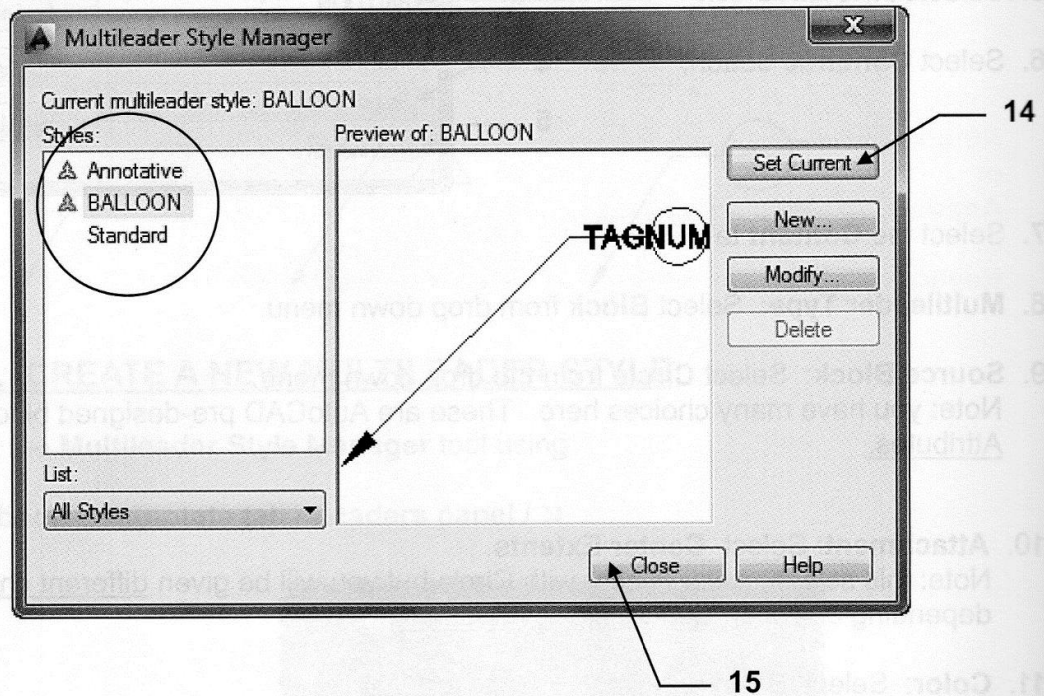 Multileader Style Manager
X
Current multileader style: BALLOON
Styles:
Preview of: BALLOON
14
Annotative
Set Current
BALLOON
Standard
TAGNUM
New...
Modify...
Delete
List:
All Styles
Close
Help
15